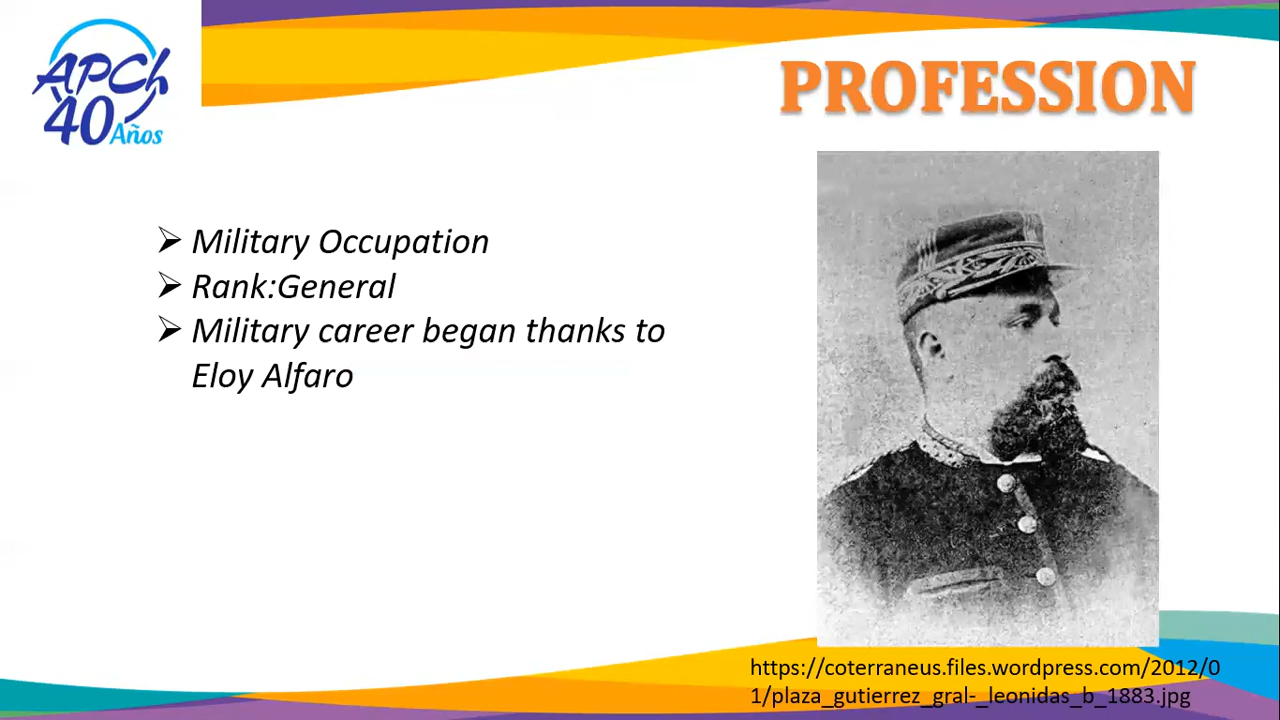 APCh
40 Años
PROFESSION
Military Occupation
Rank:General
Military career began thanks to
Eloy Alfaro
https://coterraneus.files.wordpress.com/2012/0
1/plaza_gutierrez_gral-_leonidas_b_1883.jpg